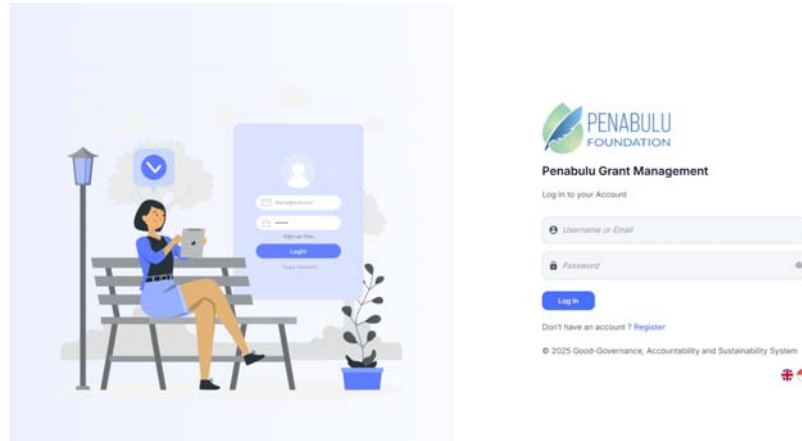 Login
PENABULU
FOUNDATION
Penabulu Grant Management
Log in to your Account
Username or Email
Password
Log In
Don't have an account ? Register
© 2025 Good-Governance, Accountability and Sustainability System